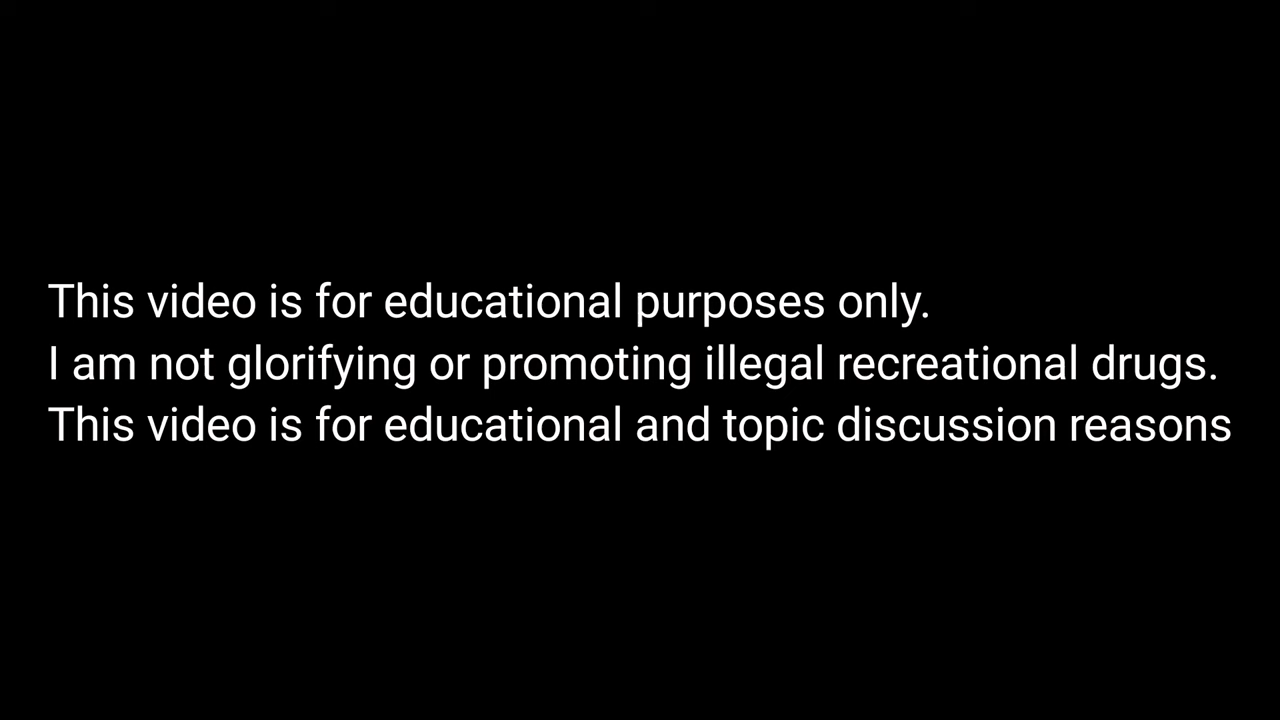 This video is for educational purposes only.
I am not glorifying or promoting illegal recreational drugs.
This video is for educational and topic discussion reasons